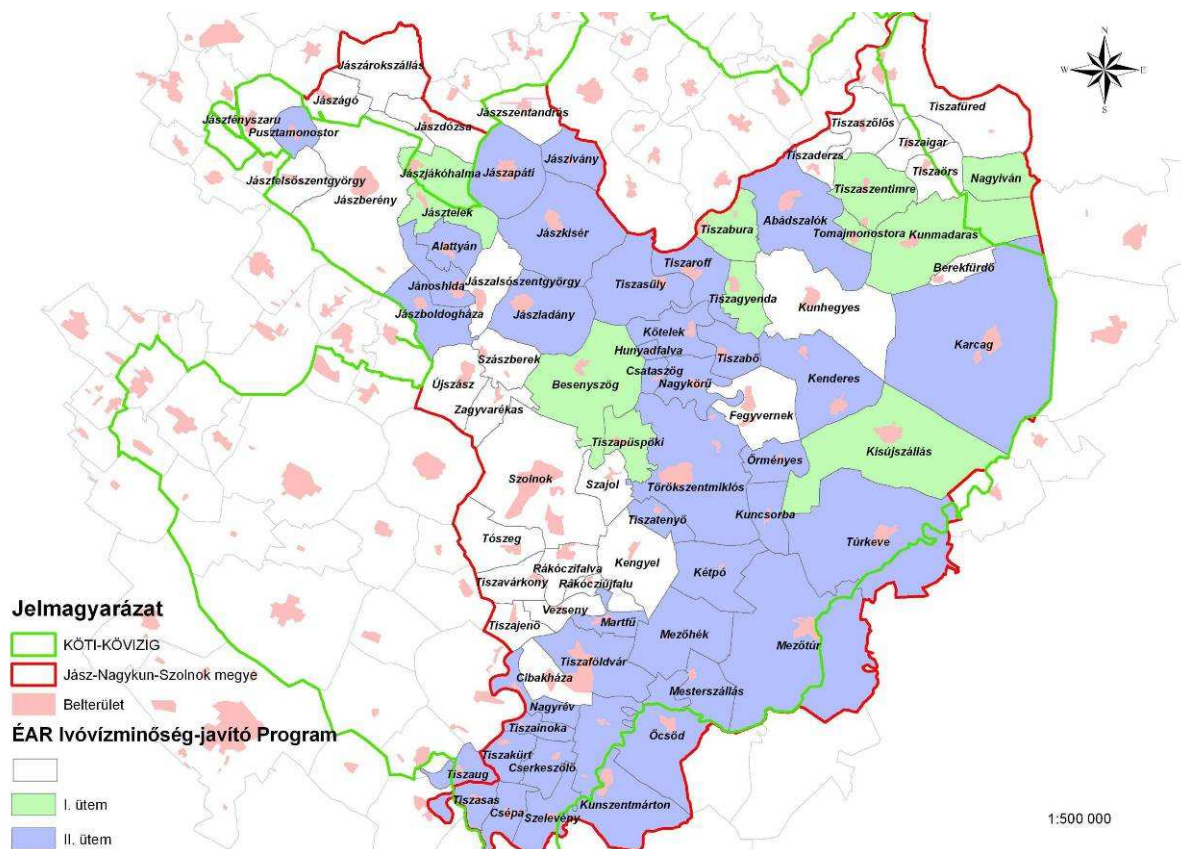 Jászárokszállás
W
N
E
S
Jászágó
Jászszentandrás
Tiszafüred
Jászfényszaru
Pusztamonostor
Jászdózsa
Tiszaszőlős
Tiszaigar
Jászivány
Tiszaderzs
Jászfelsőszentgyörgy
Jászjákóhalma
Jászapáti
Tiszaörs
Nagyiván
Jászberény
Tiszaszentimre
Jásztelek
Abádszalók
Jászkisér
Tiszabura
Tomajmonostora
Kunmadaras
Alattyán
Tiszaroff
Berekfürdő
Jászalsószentgyörgy
Tiszasüly
Jánoshida
Tiszagyenda
Kunhegyes
Jászboldogháza
Jászladány
Kőtelek
Karcag
Hunyadfalva
Szászberek
Tiszabő
Csataszög
Újszász
Besenyszög
Nagykörű
Kenderes
Zagyvarékas
Fegyvernek
Tiszapüspöki
Kisújszállás
Örményes
Szolnok
Szajol
Törökszentmiklós
Kuncsorba
Tiszatenyő
Tószeg
Túrkeve
Kengyel
Rákóczifalva
Kétpó
Tiszavárkony
Rákócziújfalu
Vezseny
Tiszajenő
Martfű
Mezőhék
Mezőtúr
Tiszaföldvár
Cibakháza
Mesterszállás
Nagyrév
Tiszainoka
Öcsöd
Tiszakürt
Cserkeszőlő
Tiszaug
Tiszasas
Csépa
Szelevény
Kunszentmárton
Jelmagyarázat
KÖTI-KÖVIZIG
Jász-Nagykun-Szolnok megye
Belterület
ÉAR Ivóvízminőség-javító Program
I. ütem
II. ütem
1:500 000